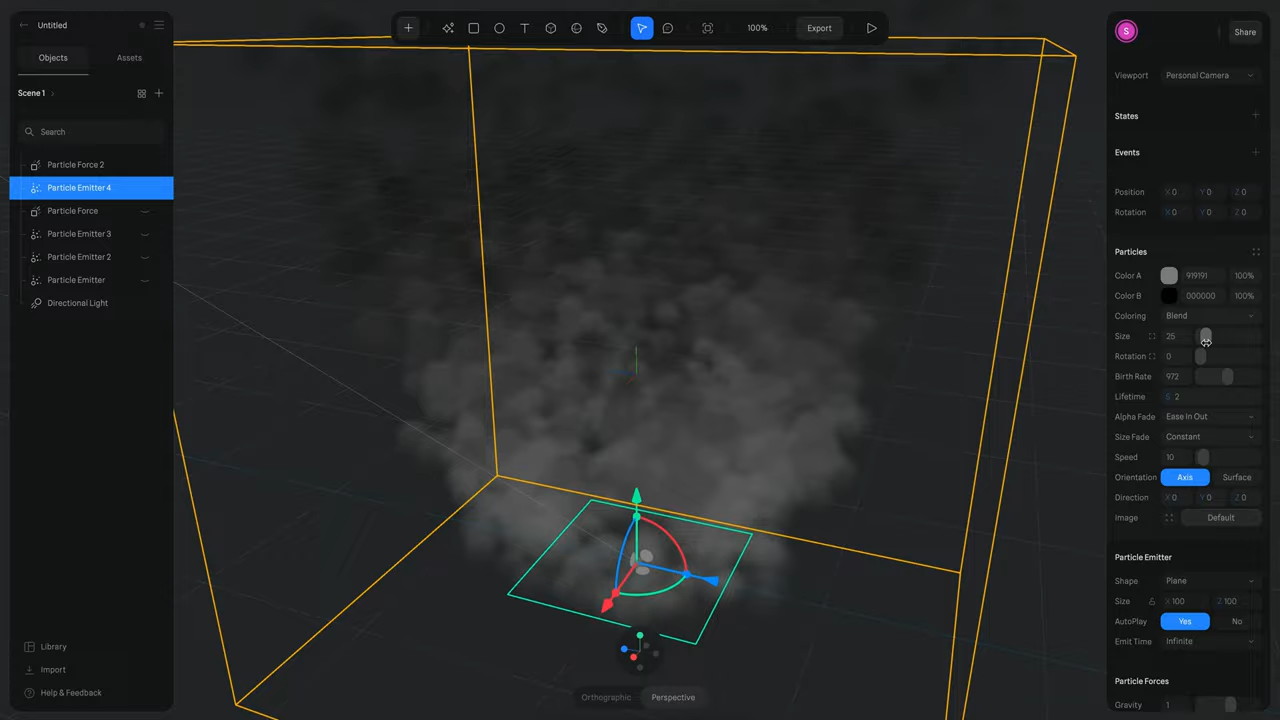 Untitled
100%
Export
S
Share
Objects
Assets
Scene 1
Search
Particle Force 2
Particle Emitter 4
Particle Force
Particle Emitter 3
Particle Emitter 2
Particle Emitter
Directional Light
Library
Import
Help & Feedback
Orthographic
Perspective
Viewport Personal Camera
States
Events
Position X 0 Y 0 Z 0
Rotation X 0 Y 0 Z 0
Particles
Color A 919191 100%
Color B 000000 100%
Coloring Blend
Size 25
Rotation 0
Birth Rate 972
Lifetime S 2
Alpha Fade Ease In Out
Size Fade Constant
Speed 10
Orientation Axis Surface
Direction X 0 Y 0 Z 0
Image Default
Particle Emitter
Shape Plane
Size X 100 Z 100
AutoPlay Yes No
Emit Time Infinite
Particle Forces
Gravity 1